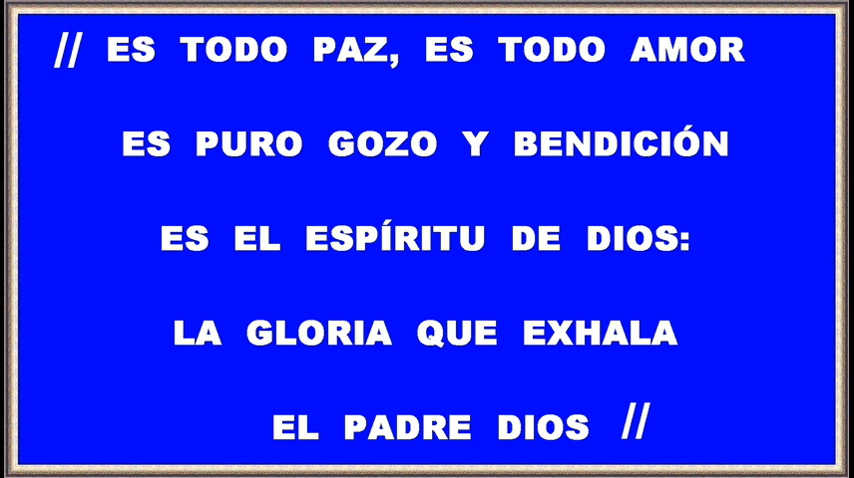 // ES TODO PAZ, ES TODO AMOR
ES PURO GOZO Y BENDICIÓN
ES EL ESPÍRITU DE DIOS:
LA GLORIA QUE EXHALA
EL PADRE DIOS //